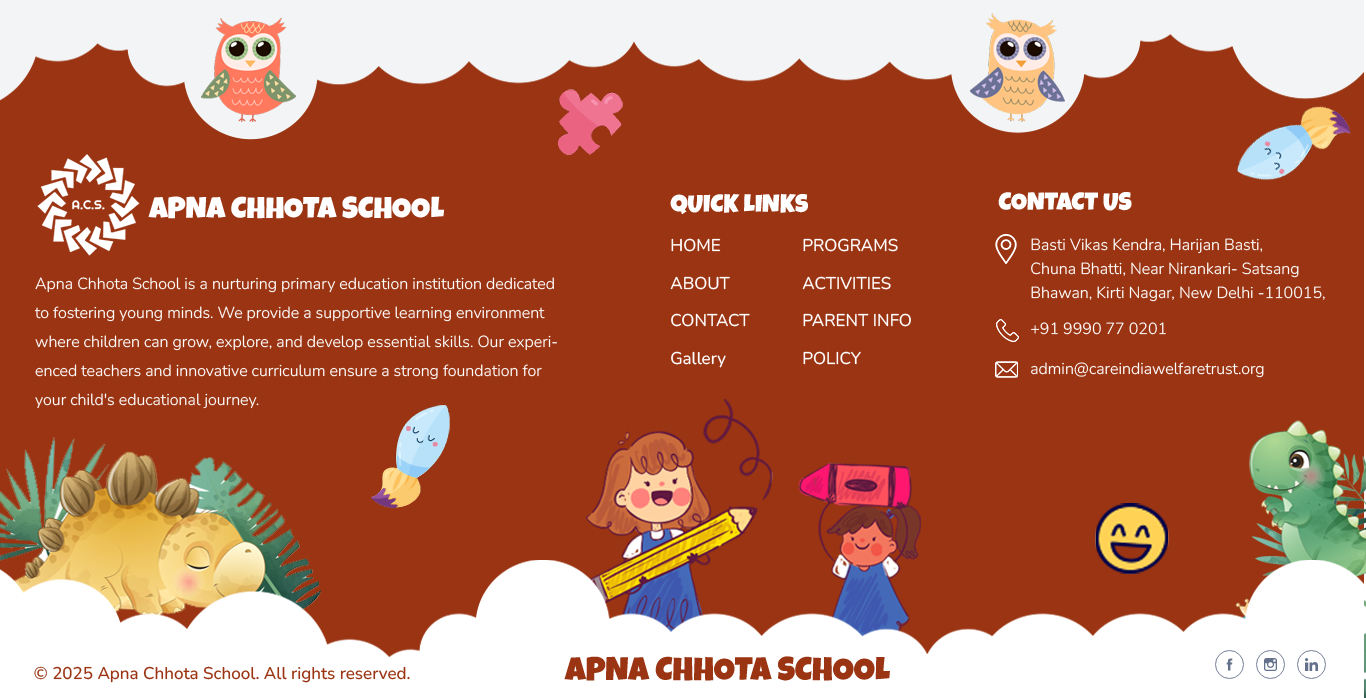 A.C.S.
APNA CHHOTA SCHOOL
Apna Chhota School is a nurturing primary education institution dedicated
to fostering young minds. We provide a supportive learning environment
where children can grow, explore, and develop essential skills. Our experi-
enced teachers and innovative curriculum ensure a strong foundation for
your child's educational journey.
QUICK LINKS
HOME
ABOUT
CONTACT
Gallery
PROGRAMS
ACTIVITIES
PARENT INFO
POLICY
CONTACT US
Basti Vikas Kendra, Harijan Basti,
Chuna Bhatti, Near Nirankari- Satsang
Bhawan, Kirti Nagar, New Delhi -110015,
+91 9990 77 0201
admin@careindiawelfaretrust.org
© 2025 Apna Chhota School. All rights reserved.
APNA CHHOTA SCHOOL
f
in